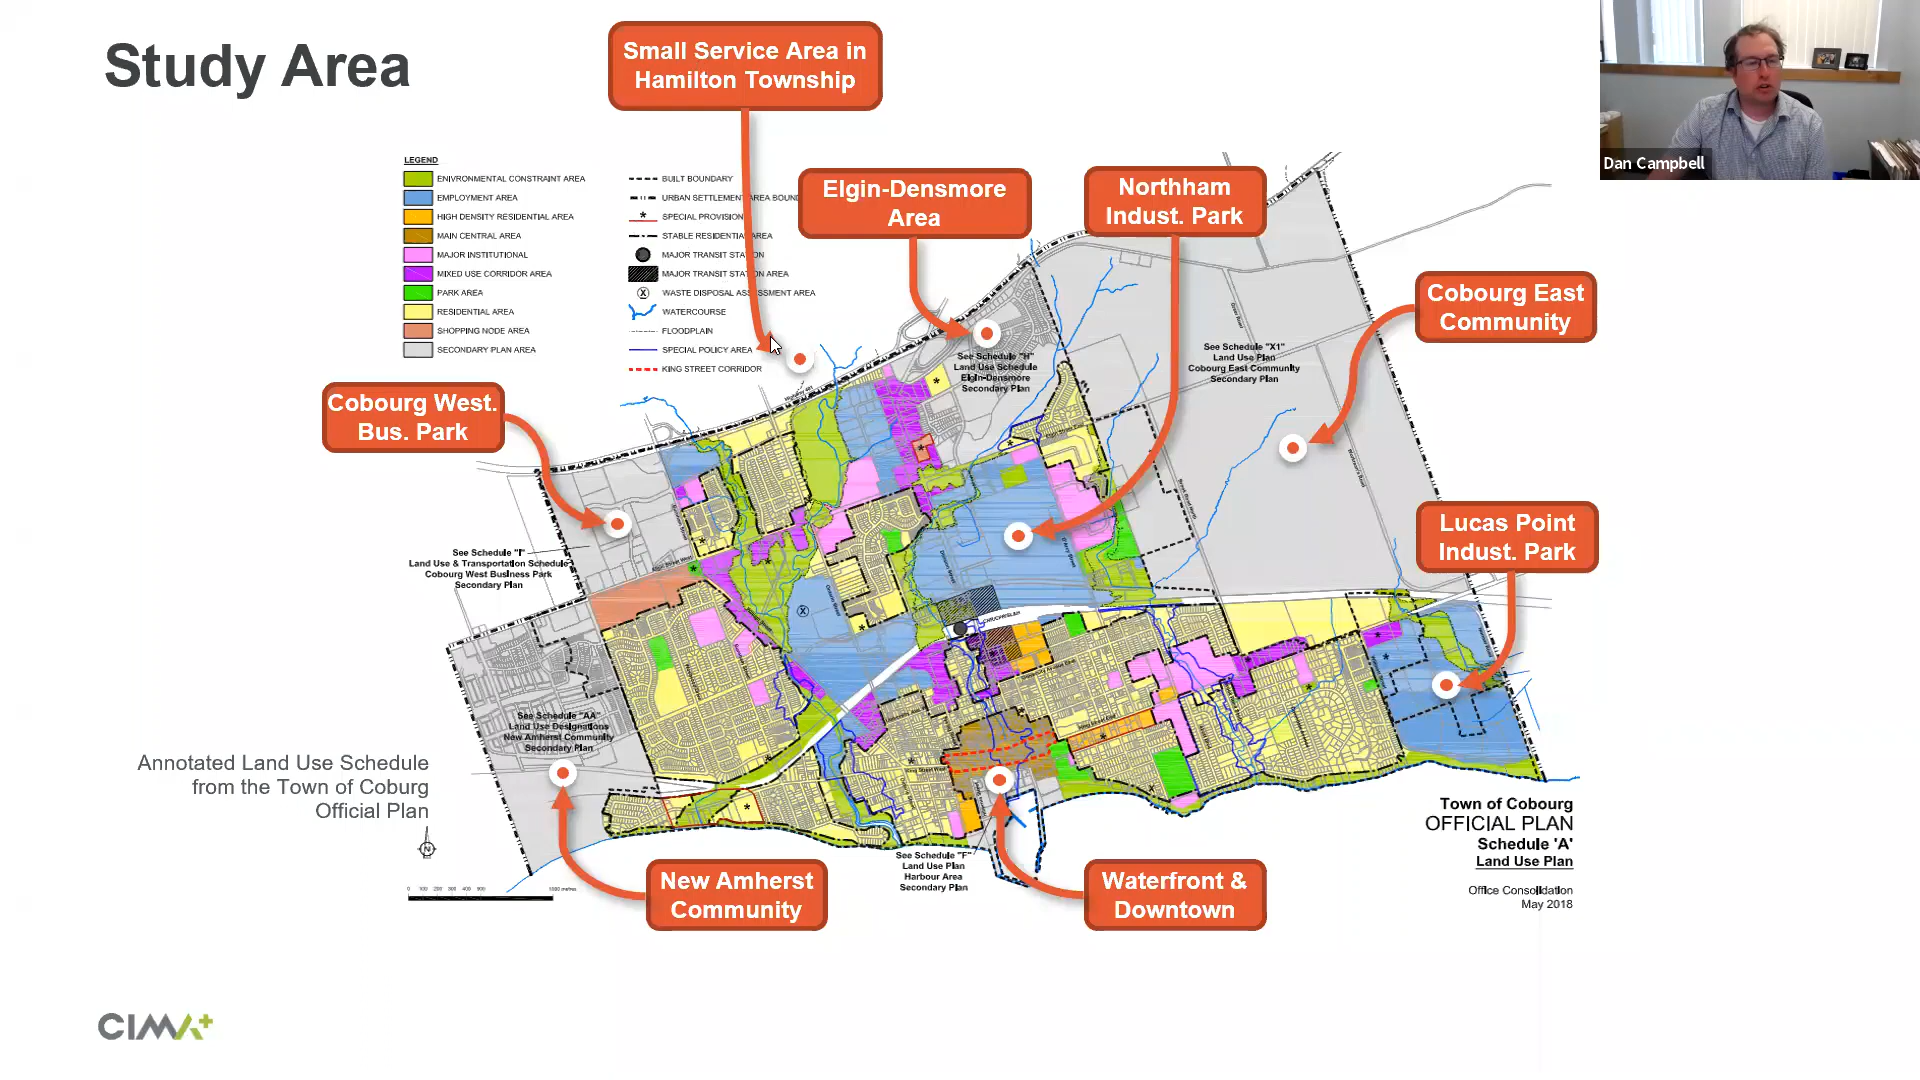 Study Area
Small Service Area in
Hamilton Township
Dan Campbell
Elgin-Densmore
Area
Northham
Indust. Park
Cobourg East
Community
Lucas Point
Indust. Park
Cobourg West.
Bus. Park
LEGEND
ENIVRONMENTAL CONSTRAINT AREA
EMPLOYMENT AREA
HIGH DENSITY RESIDENTIAL AREA
MAIN CENTRAL AREA
MAJOR INSTITUTIONAL
MIXED USE CORRIDOR AREA
PARK AREA
RESIDENTIAL AREA
SHOPPING NODE AREA
SECONDARY PLAN AREA
BUILT BOUNDARY
URBAN SETTLEMENT AREA BOUN
SPECIAL PROVISION
STABLE RESIDENTIAL AREA
MAJOR TRANSIT STATION
MAJOR TRANSIT STATION AREA
WASTE DISPOSAL ASSESSMENT AREA
WATERCOURSE
FLOODPLAIN
SPECIAL POLICY AREA
KING STREET CORRIDOR
See Schedule "H"
Land Use Schedule
Elgin-Densmore
Secondary Plan
See Schedule "X1"
Land Use Plan
Cobourg East Community
Secondary Plan
See Schedule "I"
Land Use & Transportation Schedule
Cobourg West Business Park
Secondary Plan
See Schedule "AA"
Land Use Designations
New Amherst Community
Secondary Plan
See Schedule "F"
Land Use Plan
Harbour Area
Secondary Plan
Annotated Land Use Schedule
from the Town of Coburg
Official Plan
N
New Amherst
Community
Waterfront &
Downtown
Town of Cobourg
OFFICIAL PLAN
Schedule 'A'
Land Use Plan
Office Consolidation
May 2018
CIMA+